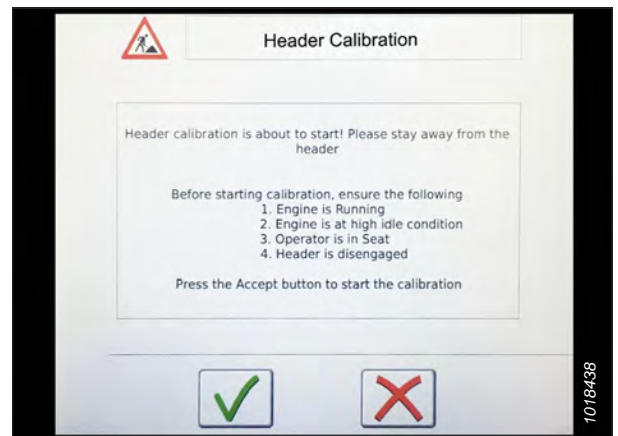 Header Calibration
Header calibration is about to start! Please stay away from the
header
Before starting calibration, ensure the following
1. Engine is Running
2. Engine is at high idle condition
3. Operator is in Seat
4. Header is disengaged
Press the Accept button to start the calibration
1018438